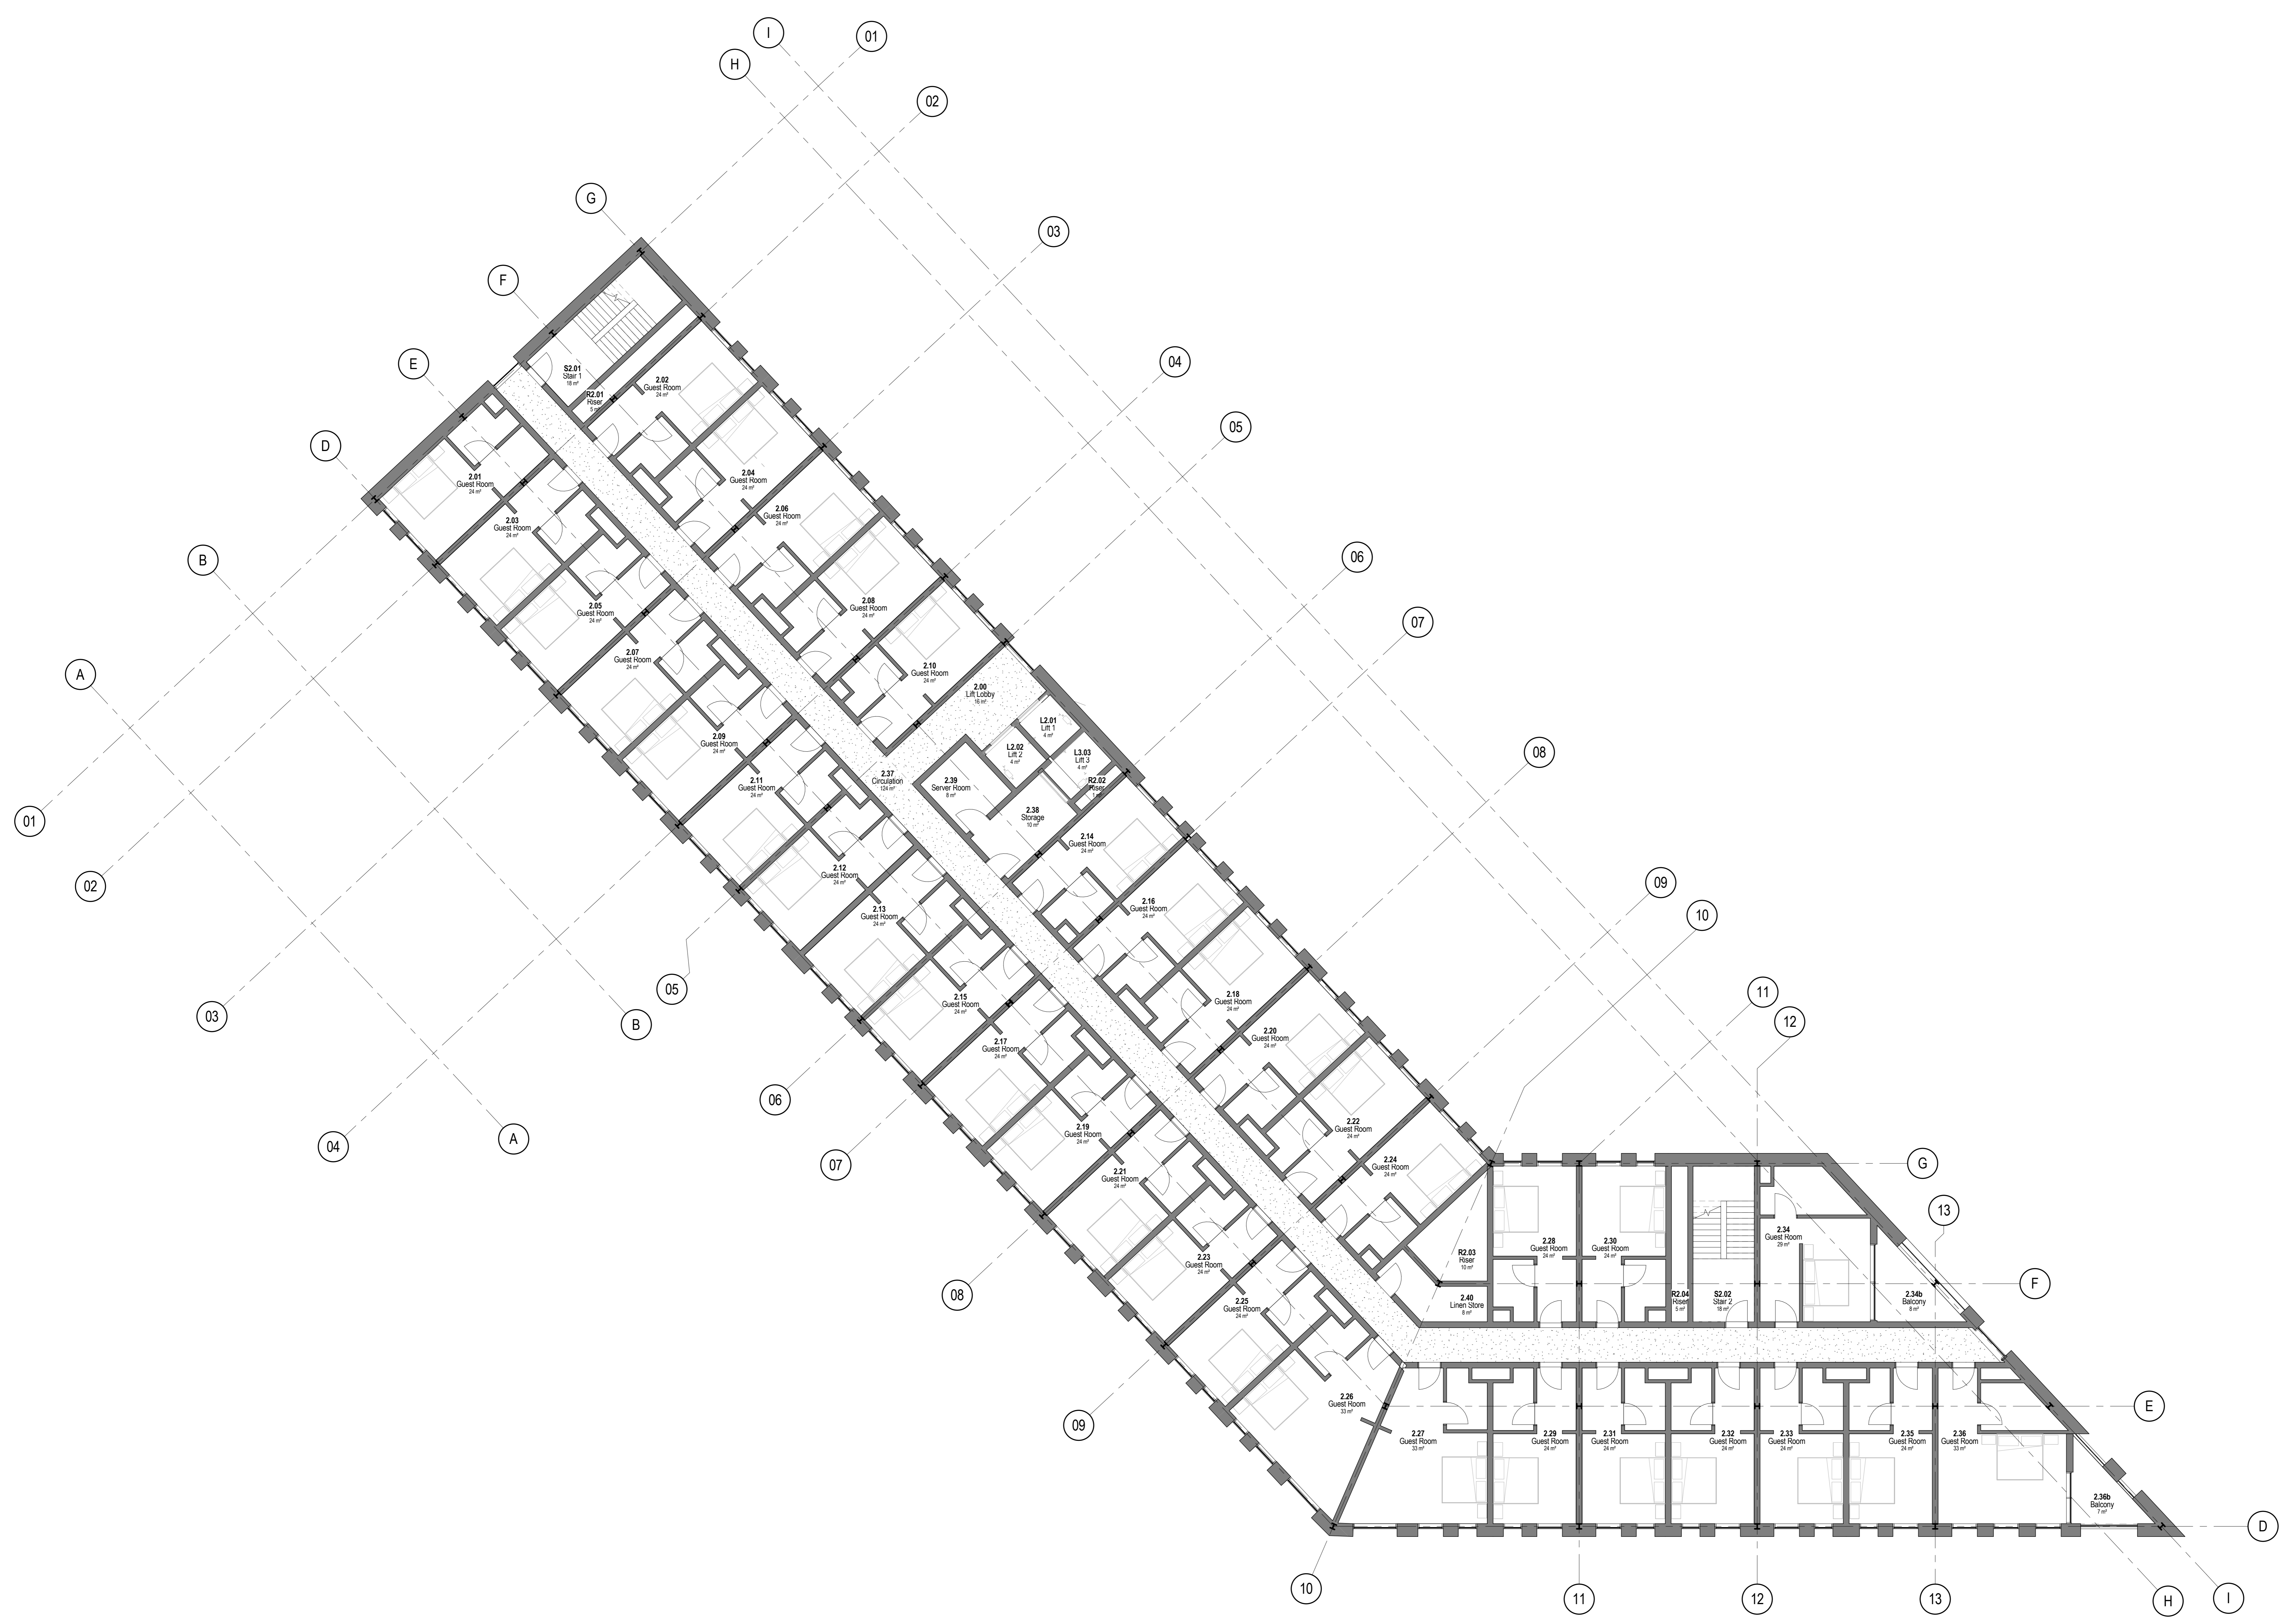 I
01
H
02
G
03
F
E
04
05
D
B
06
07
A
08
01
02
09
10
05
11
03
B
12
06
04
A
07
08
09
10
G
13
F
E
D
11
12
13
H
I
S2.01
Stair 1
18 m²
R2.01
Riser
5 m²
2.02
Guest Room
24 m²
2.01
Guest Room
24 m²
2.04
Guest Room
24 m²
2.03
Guest Room
24 m²
2.06
Guest Room
24 m²
2.05
Guest Room
24 m²
2.08
Guest Room
24 m²
2.07
Guest Room
24 m²
2.10
Guest Room
24 m²
2.00
Lift Lobby
16 m²
2.09
Guest Room
24 m²
L2.01
Lift 1
4 m²
L2.02
Lift 2
4 m²
L3.03
Lift 3
4 m²
R2.02
Riser
1 m²
2.11
Guest Room
24 m²
2.37
Circulation
124 m²
2.39
Server Room
8 m²
2.38
Storage
10 m²
2.14
Guest Room
24 m²
2.12
Guest Room
24 m²
2.13
Guest Room
24 m²
2.16
Guest Room
24 m²
2.15
Guest Room
24 m²
2.18
Guest Room
24 m²
2.17
Guest Room
24 m²
2.20
Guest Room
24 m²
2.19
Guest Room
24 m²
2.22
Guest Room
24 m²
2.21
Guest Room
24 m²
2.24
Guest Room
24 m²
2.23
Guest Room
24 m²
2.25
Guest Room
24 m²
R2.03
Riser
10 m²
2.40
Linen Store
8 m²
2.28
Guest Room
24 m²
2.30
Guest Room
24 m²
R2.04
Riser
5 m²
S2.02
Stair 2
18 m²
2.34
Guest Room
29 m²
2.34b
Balcony
8 m²
2.26
Guest Room
33 m²
2.27
Guest Room
33 m²
2.29
Guest Room
24 m²
2.31
Guest Room
24 m²
2.32
Guest Room
24 m²
2.33
Guest Room
24 m²
2.35
Guest Room
24 m²
2.36
Guest Room
33 m²
2.36b
Balcony
7 m²